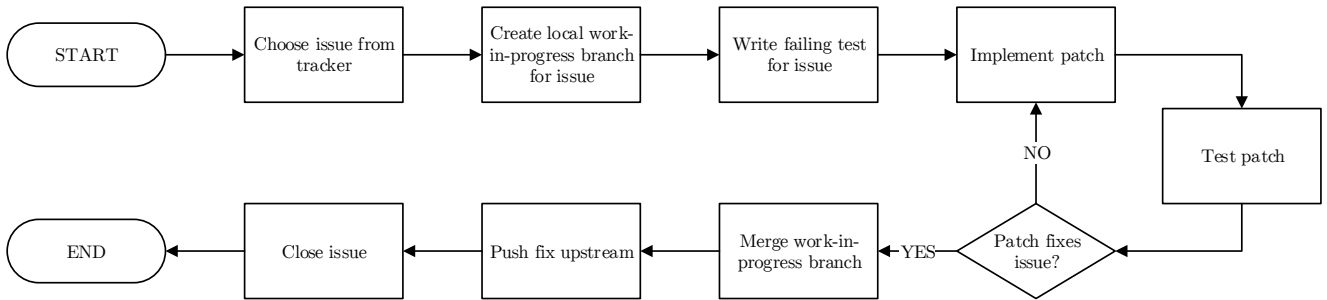 START
Choose issue from
tracker
Create local work-
in-progress branch
for issue
Write failing test
for issue
Implement patch
Test patch
NO
Patch fixes
issue?
YES
Merge work-in-
progress branch
Push fix upstream
Close issue
END